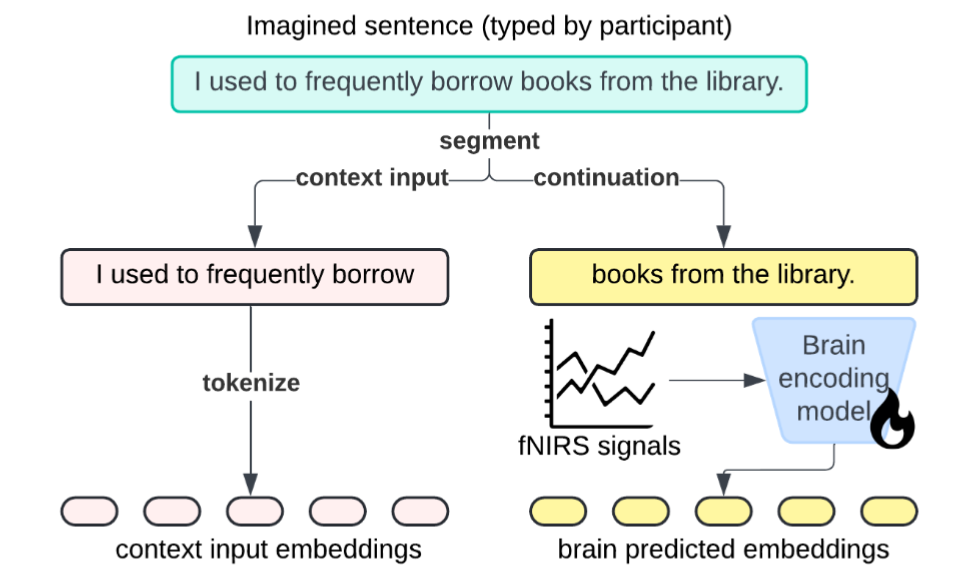 Imagined sentence (typed by participant)
I used to frequently borrow books from the library.
segment
context input
continuation
I used to frequently borrow
books from the library.
tokenize
Brain
encoding
model
fNIRS signals
context input embeddings
brain predicted embeddings